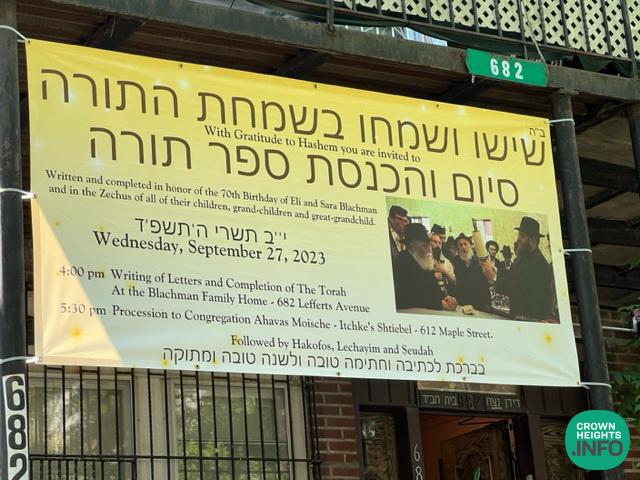 682
ב"ה
שישו ושמחו בשמחת התורה
With Gratitude to Hashem you are invited to
סיום והכנסת ספר תורה
Written and completed in honor of the 70th Birthday of Eli and Sara Blachman
and in the Zechus of all of their children, grand-children and great-grandchild.
י״ב תשרי ה׳תשפ״ד
Wednesday, September 27, 2023
4:00 pm Writing of Letters and Completion of The Torah
At the Blachman Family Home - 682 Lefferts Avenue
5:30 pm Procession to Congregation Ahavas Moische - Itchke's Shtiebel - 612 Maple Street.
Followed by Hakofos, Lechayim and Seudah
בברכת לכתיבה וחתימה טובה ולשנה טובה ומתוקה
682
בית חב״ד
68
CROWN
HEIGHTS
.INFO